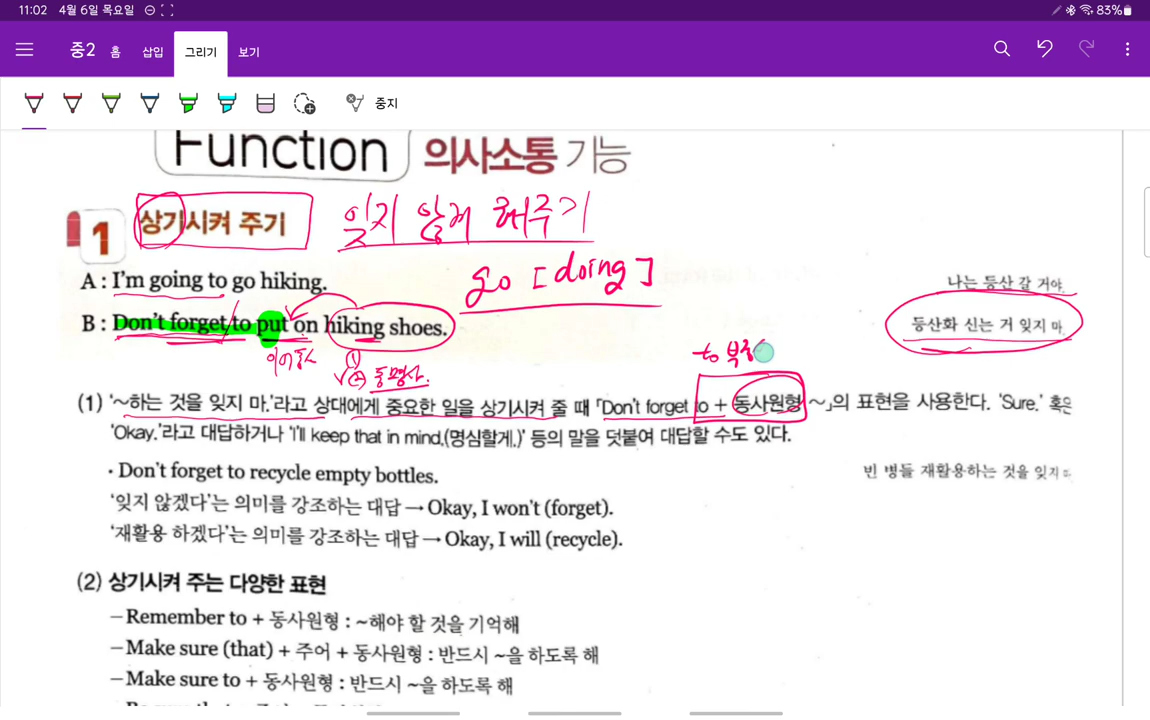 11:02 4월 6일 목요일 83%
중2 홈 삽입 그리기 보기
중지
Function 의사소통 기능
1 상기시켜 주기 잊지 않게 해주기
A : I'm going to go hiking. go [doing] 나는 등산 갈 거야.
B : Don't forget to put on hiking shoes. 등산화 신는 거 잊지 마.
이어동사 ① ② 동명사. to 부정
(1) '~하는 것을 잊지 마.'라고 상대에게 중요한 일을 상기시켜 줄 때 「Don't forget to + 동사원형 ~」의 표현을 사용한다. 'Sure.' 혹은
'Okay.'라고 대답하거나 'I'll keep that in mind.(명심할게.)' 등의 말을 덧붙여 대답할 수도 있다.
· Don't forget to recycle empty bottles. 빈 병들 재활용하는 것을 잊지 마.
'잊지 않겠다'는 의미를 강조하는 대답 → Okay, I won't (forget).
'재활용 하겠다'는 의미를 강조하는 대답 → Okay, I will (recycle).
(2) 상기시켜 주는 다양한 표현
– Remember to + 동사원형 : ~해야 할 것을 기억해
– Make sure (that) + 주어 + 동사원형 : 반드시 ~을 하도록 해
– Make sure to + 동사원형 : 반드시 ~을 하도록 해